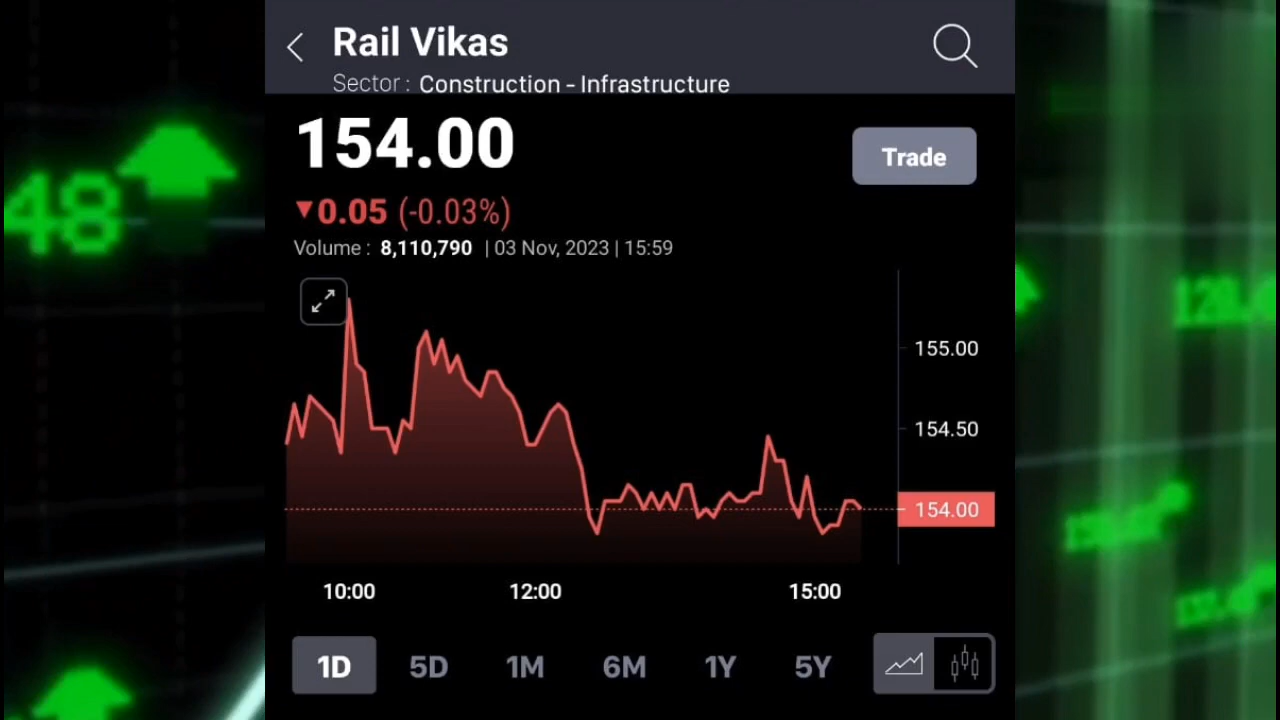 Rail Vikas
Sector : Construction - Infrastructure
154.00
Trade
▼0.05 (-0.03%)
Volume : 8,110,790 | 03 Nov, 2023 | 15:59
155.00
154.50
154.00
10:00 12:00 15:00
1D 5D 1M 6M 1Y 5Y
48